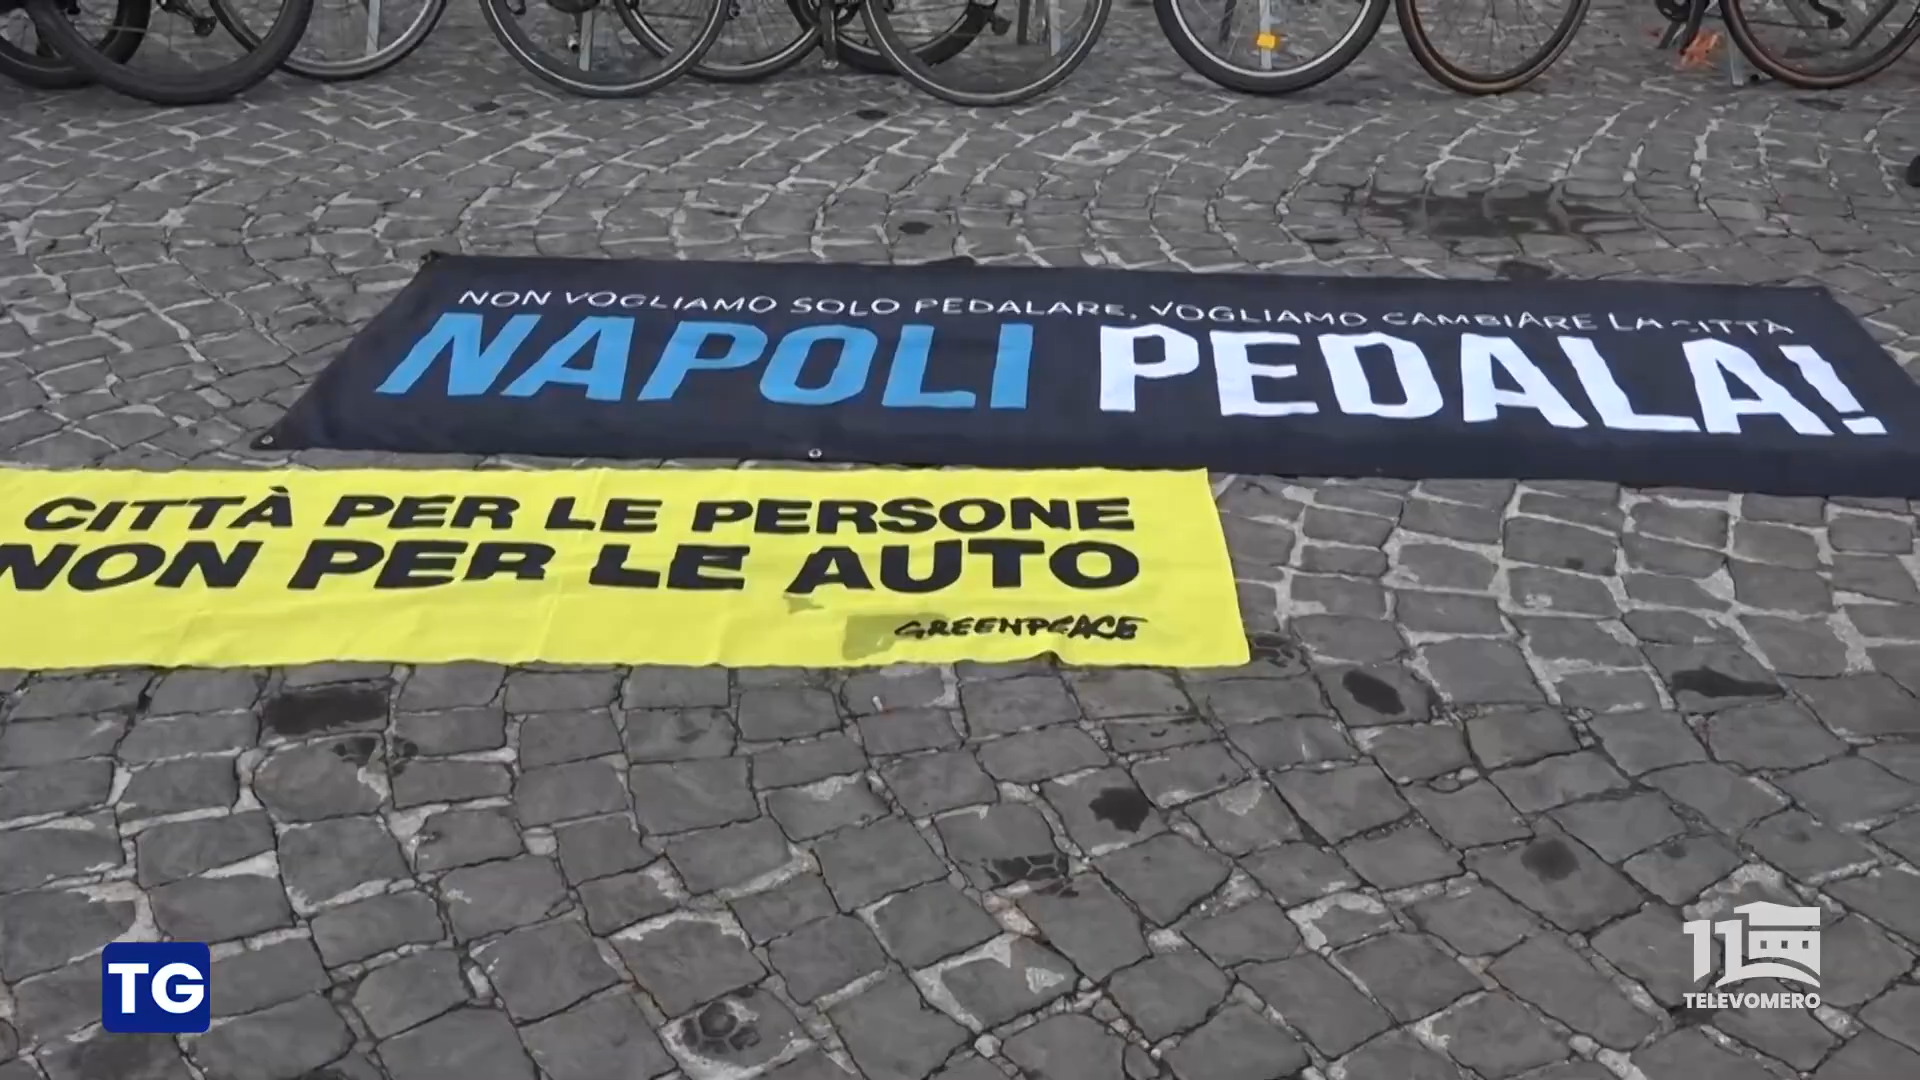 NON VOGLIAMO SOLO PEDALARE, VOGLIAMO CAMBIARE LA CITTÀ
NAPOLI PEDALA!
CITTÀ PER LE PERSONE
NON PER LE AUTO
GREENPEACE
TG
11
TELEVOMERO